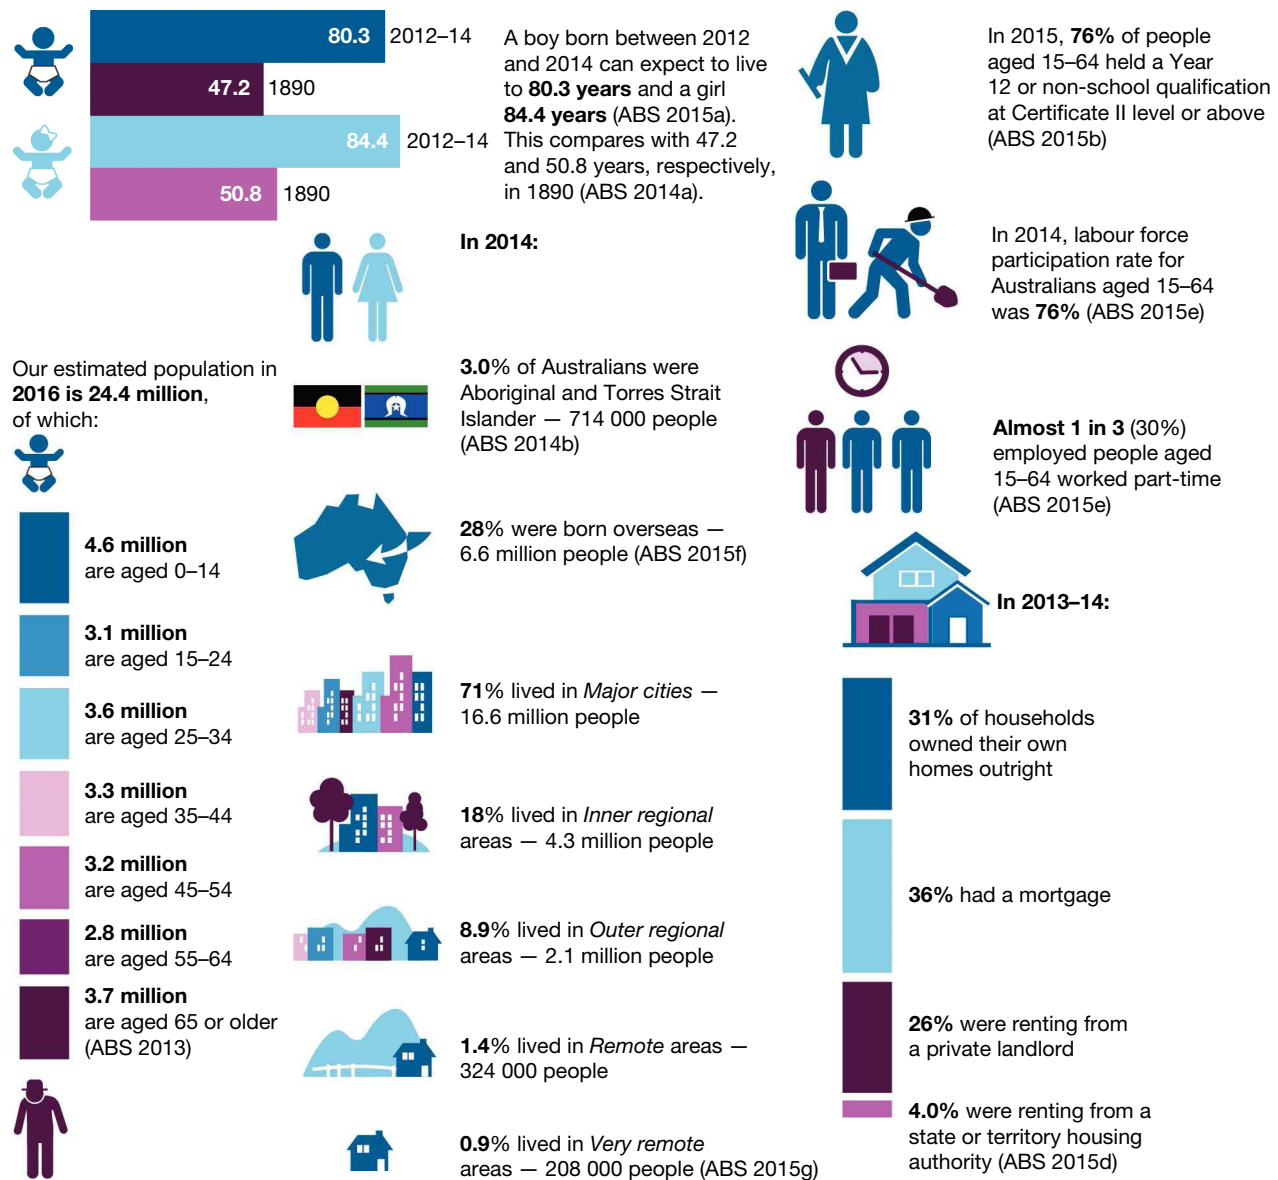 80.3 2012–14
47.2 1890
84.4 2012–14
50.8 1890
A boy born between 2012
and 2014 can expect to live
to 80.3 years and a girl
84.4 years (ABS 2015a).
This compares with 47.2
and 50.8 years, respectively,
in 1890 (ABS 2014a).
Our estimated population in
2016 is 24.4 million,
of which:
4.6 million
are aged 0–14
3.1 million
are aged 15–24
3.6 million
are aged 25–34
3.3 million
are aged 35–44
3.2 million
are aged 45–54
2.8 million
are aged 55–64
3.7 million
are aged 65 or older
(ABS 2013)
In 2014:
3.0% of Australians were
Aboriginal and Torres Strait
Islander — 714 000 people
(ABS 2014b)
28% were born overseas —
6.6 million people (ABS 2015f)
71% lived in Major cities —
16.6 million people
18% lived in Inner regional
areas — 4.3 million people
8.9% lived in Outer regional
areas — 2.1 million people
1.4% lived in Remote areas —
324 000 people
0.9% lived in Very remote
areas — 208 000 people (ABS 2015g)
In 2015, 76% of people
aged 15–64 held a Year
12 or non-school qualification
at Certificate II level or above
(ABS 2015b)
In 2014, labour force
participation rate for
Australians aged 15–64
was 76% (ABS 2015e)
Almost 1 in 3 (30%)
employed people aged
15–64 worked part-time
(ABS 2015e)
In 2013–14:
31% of households
owned their own
homes outright
36% had a mortgage
26% were renting from
a private landlord
4.0% were renting from a
state or territory housing
authority (ABS 2015d)